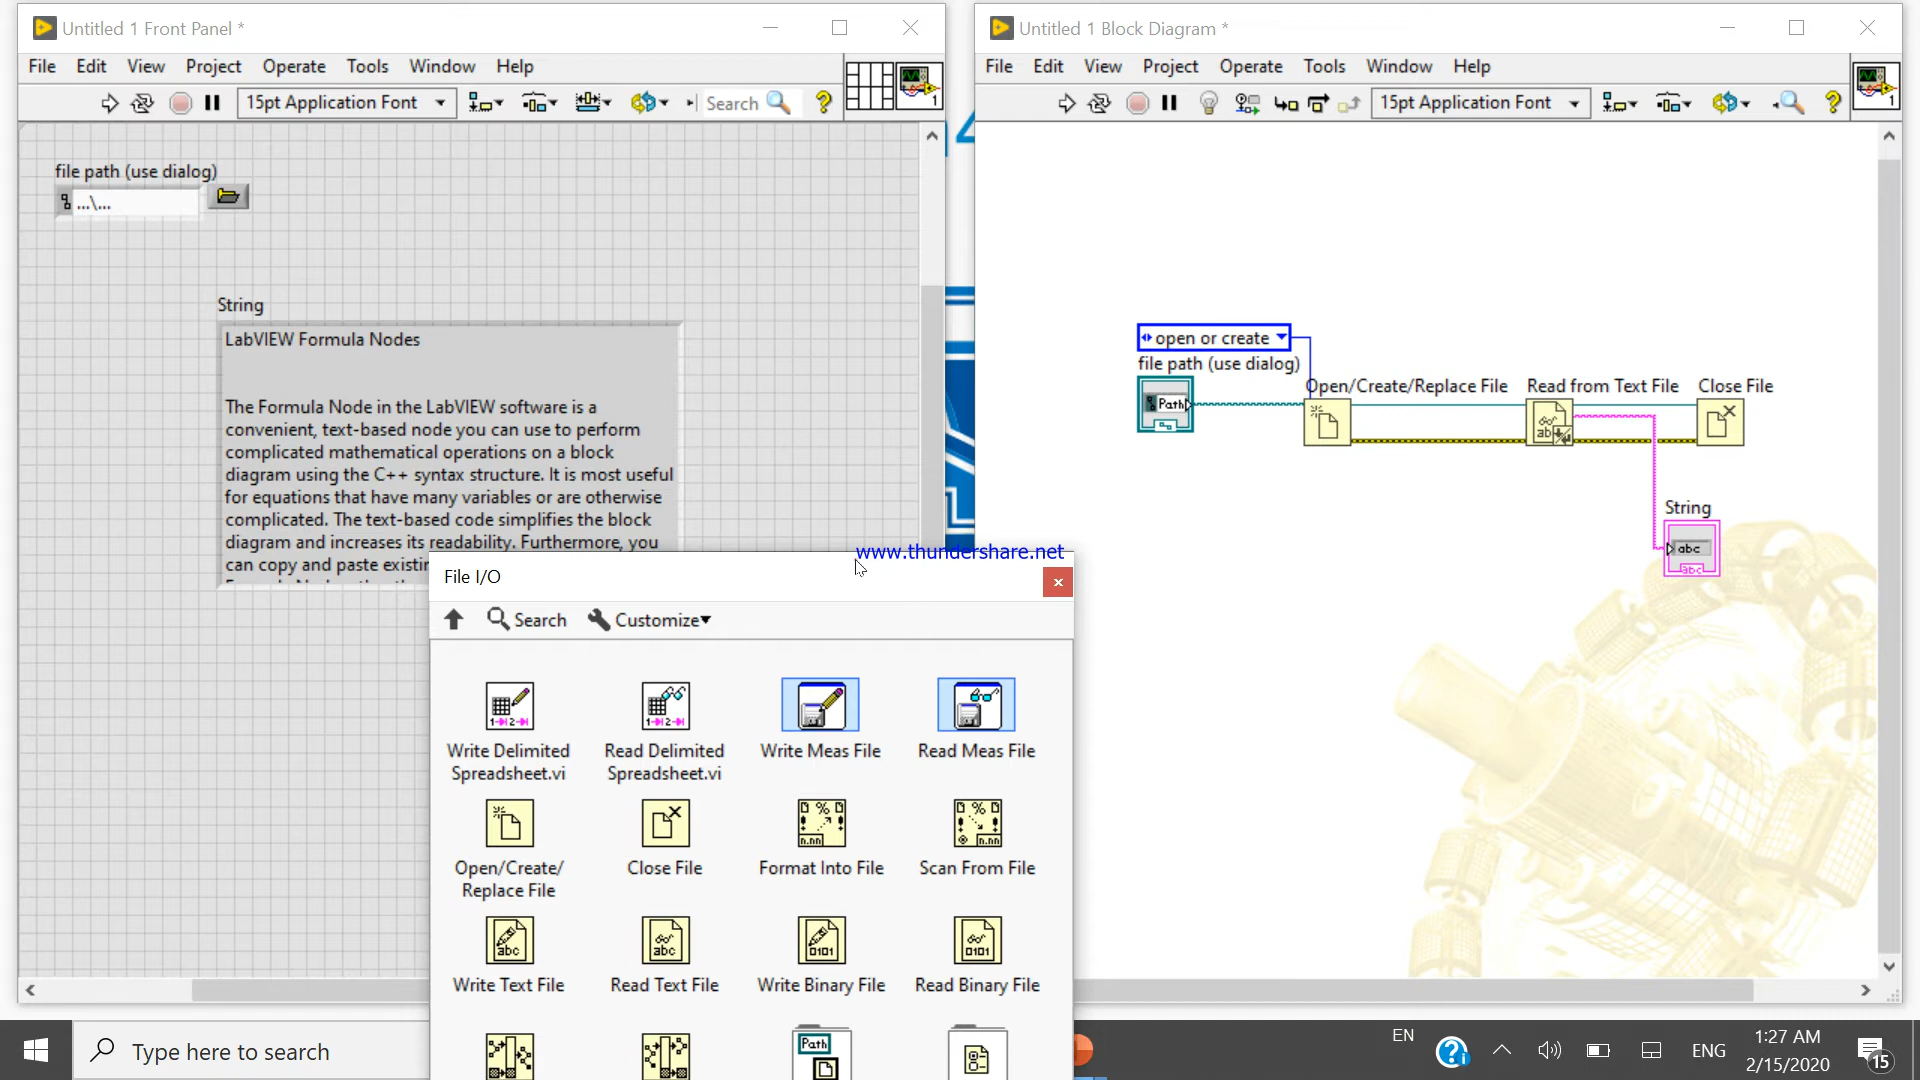 Untitled 1 Front Panel *
File Edit View Project Operate Tools Window Help
15pt Application Font
Search
1
file path (use dialog)
...\...
String
LabVIEW Formula Nodes
The Formula Node in the LabVIEW software is a
convenient, text-based node you can use to perform
complicated mathematical operations on a block
diagram using the C++ syntax structure. It is most useful
for equations that have many variables or are otherwise
complicated. The text-based code simplifies the block
diagram and increases its readability. Furthermore, you
can copy and paste existin
Untitled 1 Block Diagram *
File Edit View Project Operate Tools Window Help
15pt Application Font
1
open or create
file path (use dialog)
Path
Open/Create/Replace File
Read from Text File
Close File
String
abc
abc
www.thundershare.net
File I/O
Search Customize
Write Delimited
Spreadsheet.vi
Read Delimited
Spreadsheet.vi
Write Meas File
Read Meas File
Open/Create/
Replace File
Close File
Format Into File
Scan From File
Write Text File
Read Text File
Write Binary File
Read Binary File
Path
Type here to search
EN
ENG
1:27 AM
2/15/2020
15